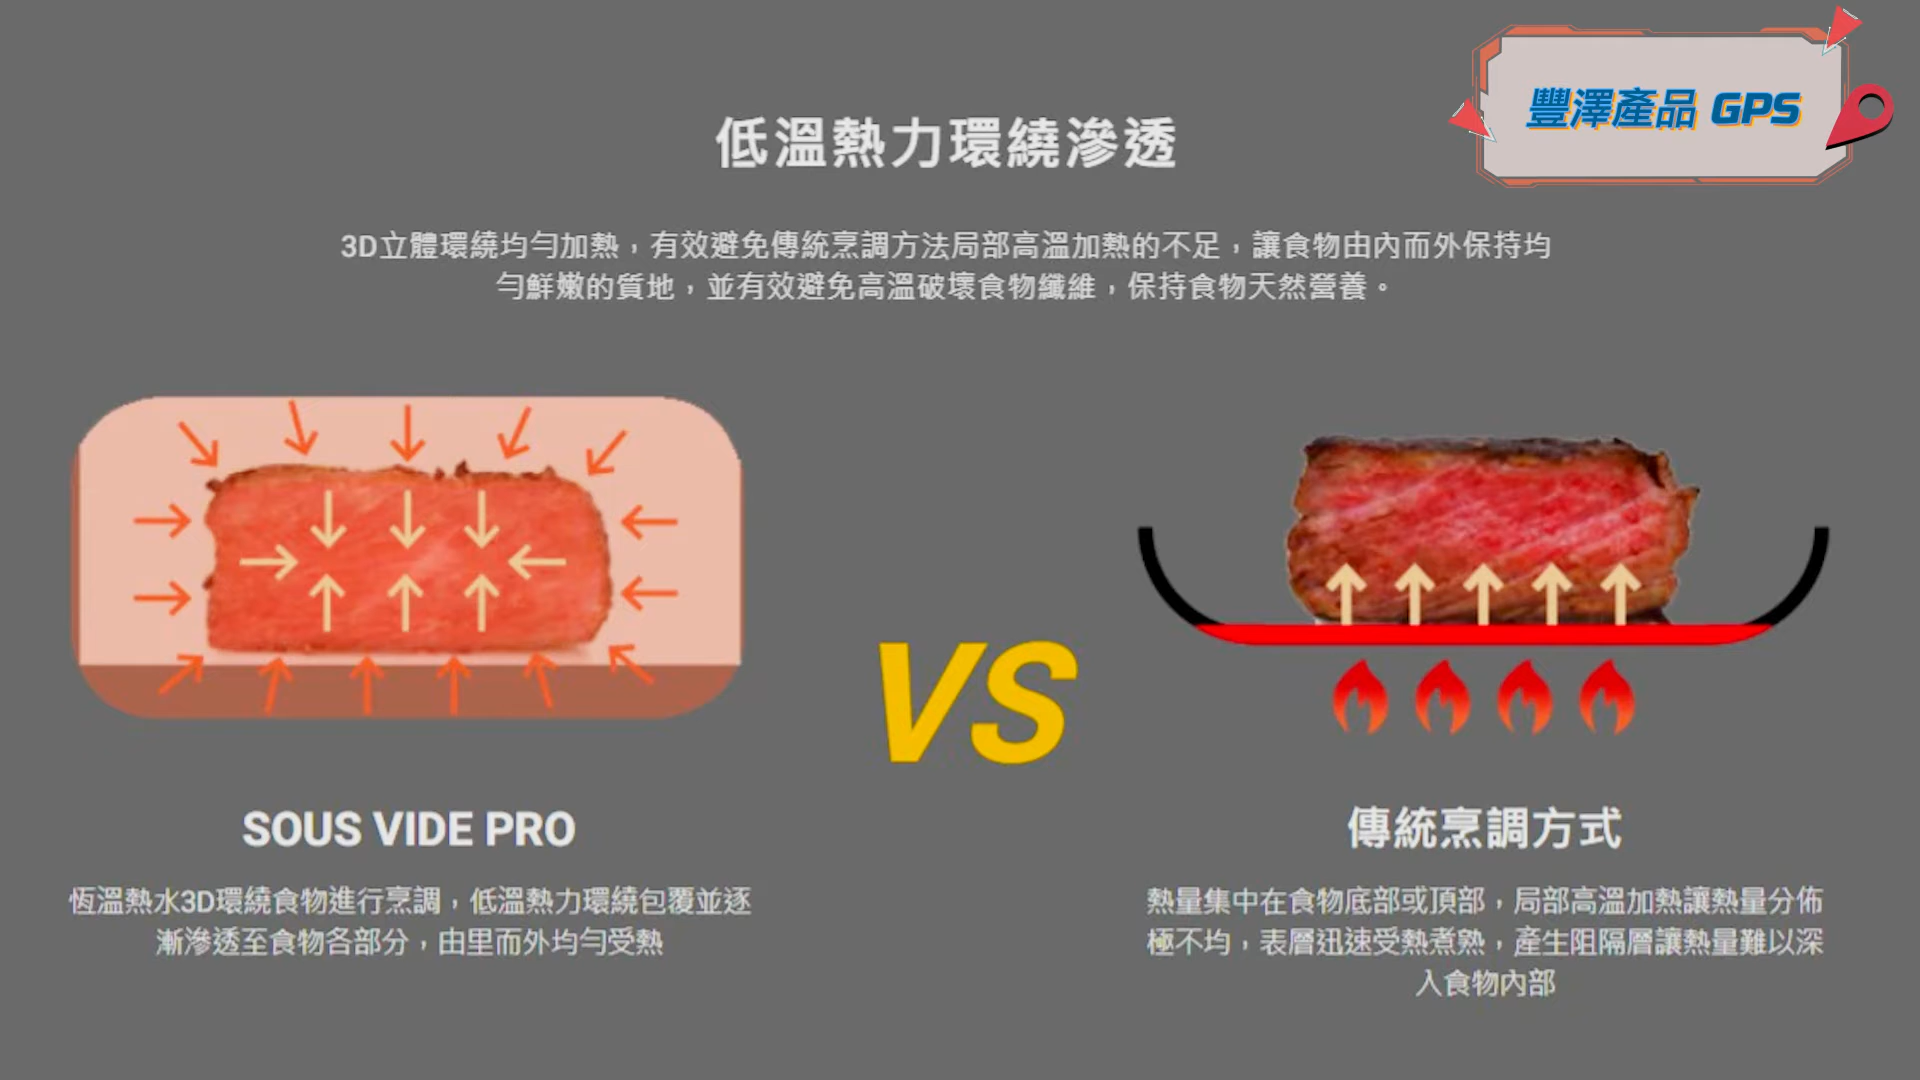 豐澤產品 GPS
低溫熱力環繞滲透
3D立體環繞均勻加熱，有效避免傳統烹調方法局部高溫加熱的不足，讓食物由內而外保持均
勻鮮嫩的質地，並有效避免高溫破壞食物纖維，保持食物天然營養。
VS
SOUS VIDE PRO
恆溫熱水3D環繞食物進行烹調，低溫熱力環繞包覆並逐
漸滲透至食物各部分，由里而外均勻受熱
傳統烹調方式
熱量集中在食物底部或頂部，局部高溫加熱讓熱量分佈
極不均，表層迅速受熱煮熟，產生阻隔層讓熱量難以深
入食物內部